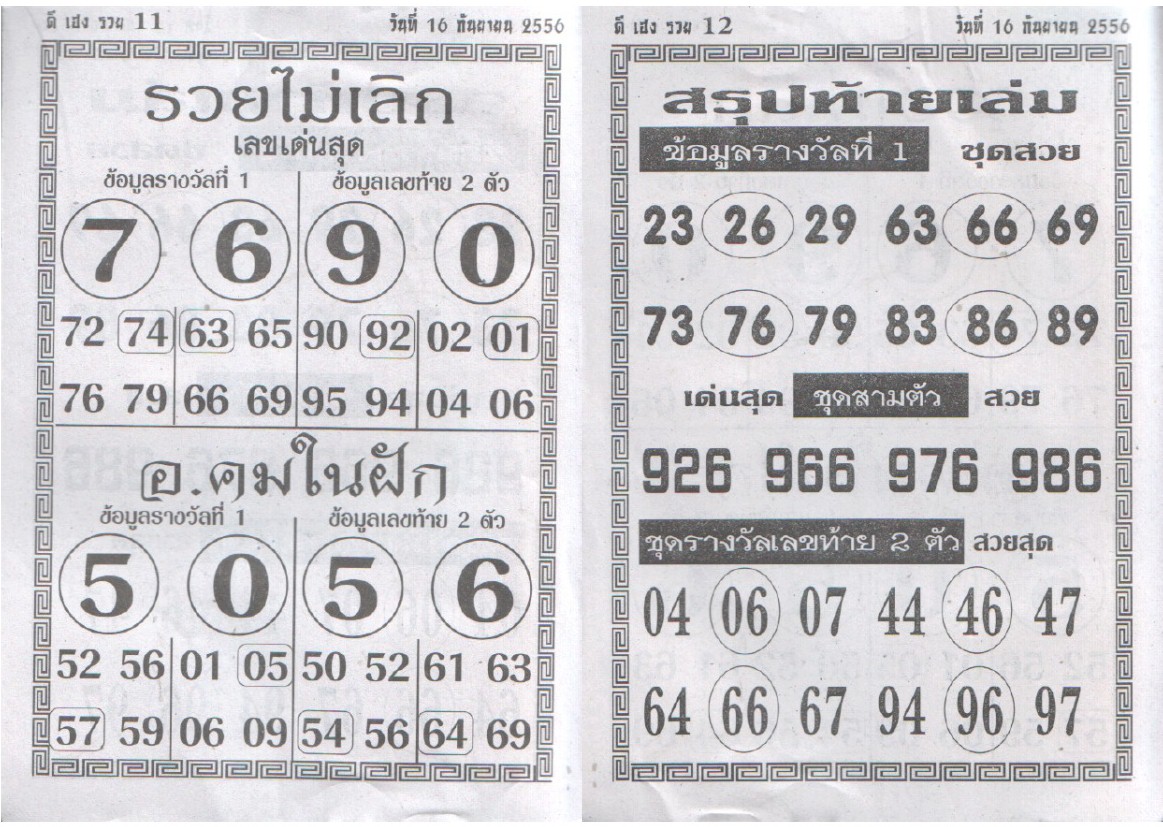 ดี เฮง รวย 11 วันที่ 16 กันยายน 2556
รวยไม่เลิก
เลขเด่นสุด
ข้อมูลรางวัลที่ 1 ข้อมูลเลขท้าย 2 ตัว
7 6 9 0
72 74 63 65 90 92 02 01
76 79 66 69 95 94 04 06
อ.คมในฝัก
ข้อมูลรางวัลที่ 1 ข้อมูลเลขท้าย 2 ตัว
5 0 5 6
52 56 01 05 50 52 61 63
57 59 06 09 54 56 64 69
ดี เฮง รวย 12 วันที่ 16 กันยายน 2556
สรุปท้ายเล่ม
ข้อมูลรางวัลที่ 1 ชุดสวย
23 26 29 63 66 69
73 76 79 83 86 89
เด่นสุด ชุดสามตัว สวย
926 966 976 986
ชุดรางวัลเลขท้าย 2 ตัว สวยสุด
04 06 07 44 46 47
64 66 67 94 96 97